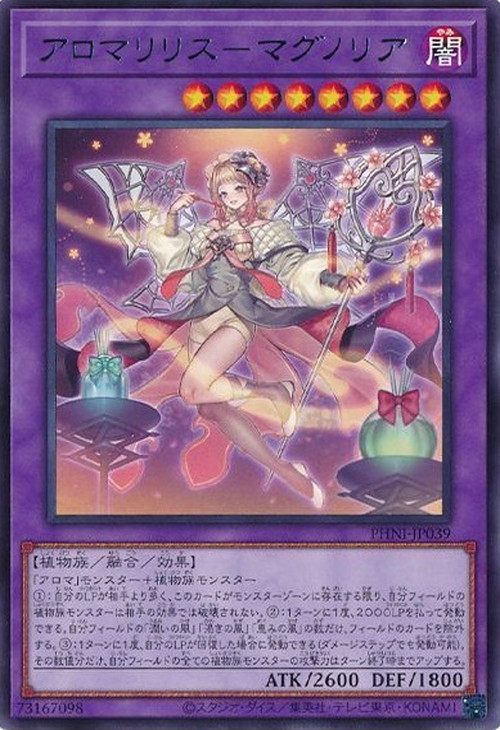 アロマリリス－マグノリア
闇
PHNI-JP039
【植物族／融合／効果】
「アロマ」モンスター＋植物族モンスター
①：自分のLPが相手より多く、このカードがモンスターゾーンに存在する限り、自分フィールドの
植物族モンスターは相手の効果では破壊されない。②：1ターンに1度、2000LPを払って発動
できる。自分フィールドの「潤いの風」「渇きの風」「恵みの風」の数だけ、フィールドのカードを除外
する。③：1ターンに1度、自分のLPが回復した場合に発動できる（ダメージステップでも発動可能）。
その数値分だけ、自分フィールドの全ての植物族モンスターの攻撃力はターン終了時までアップする。
ATK/2600 DEF/1800
73167098 ©スタジオ・ダイス／集英社・テレビ東京・KONAMI